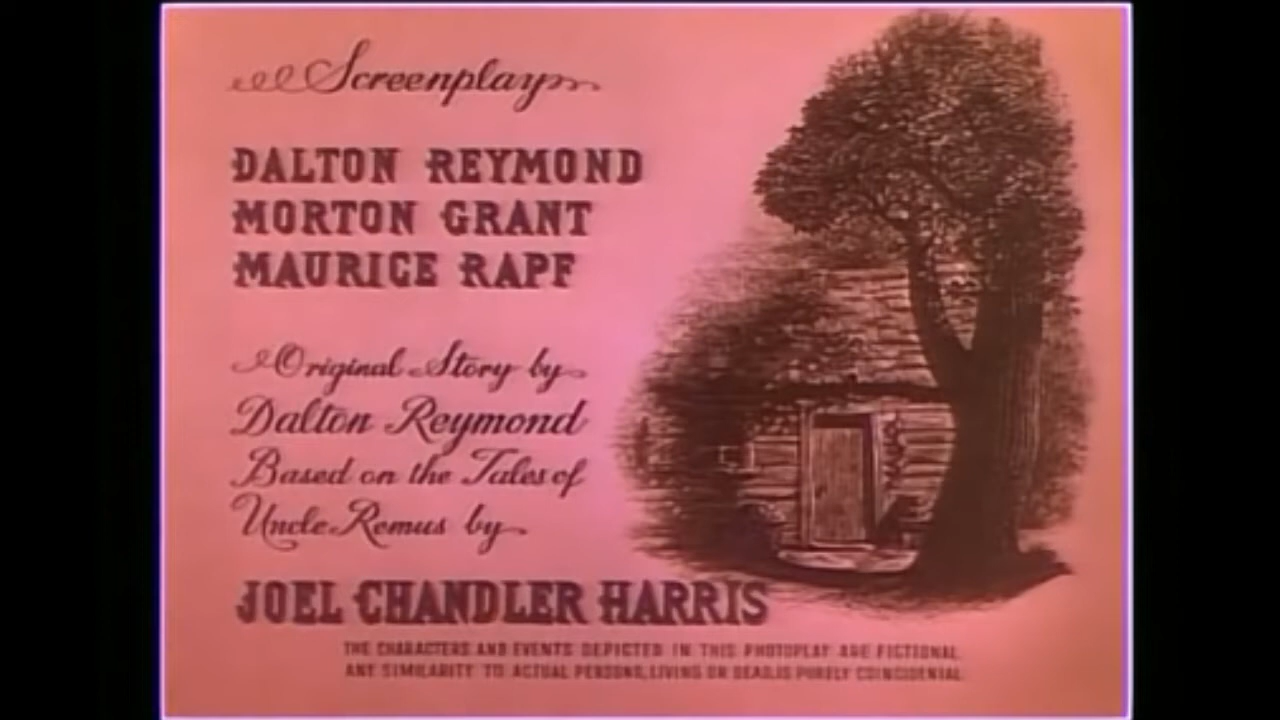 Screenplay
DALTON REYMOND
MORTON GRANT
MAURICE RAPF
Original Story by
Dalton Reymond
Based on the Tales of
Uncle Remus by
JOEL CHANDLER HARRIS
THE CHARACTERS AND EVENTS DEPICTED IN THIS PHOTOPLAY ARE FICTIONAL.
ANY SIMILARITY TO ACTUAL PERSONS, LIVING OR DEAD, IS PURELY COINCIDENTAL.